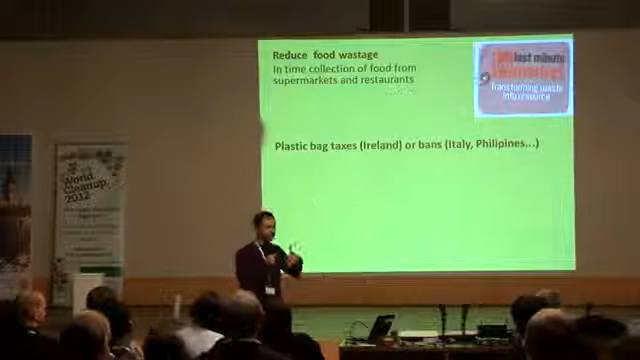 Reduce food wastage
In time collection of food from
supermarkets and restaurants
last minute
Transforming waste
into resource
Plastic bag taxes (Ireland) or bans (Italy, Philipines...)
World
Cleanup
2012